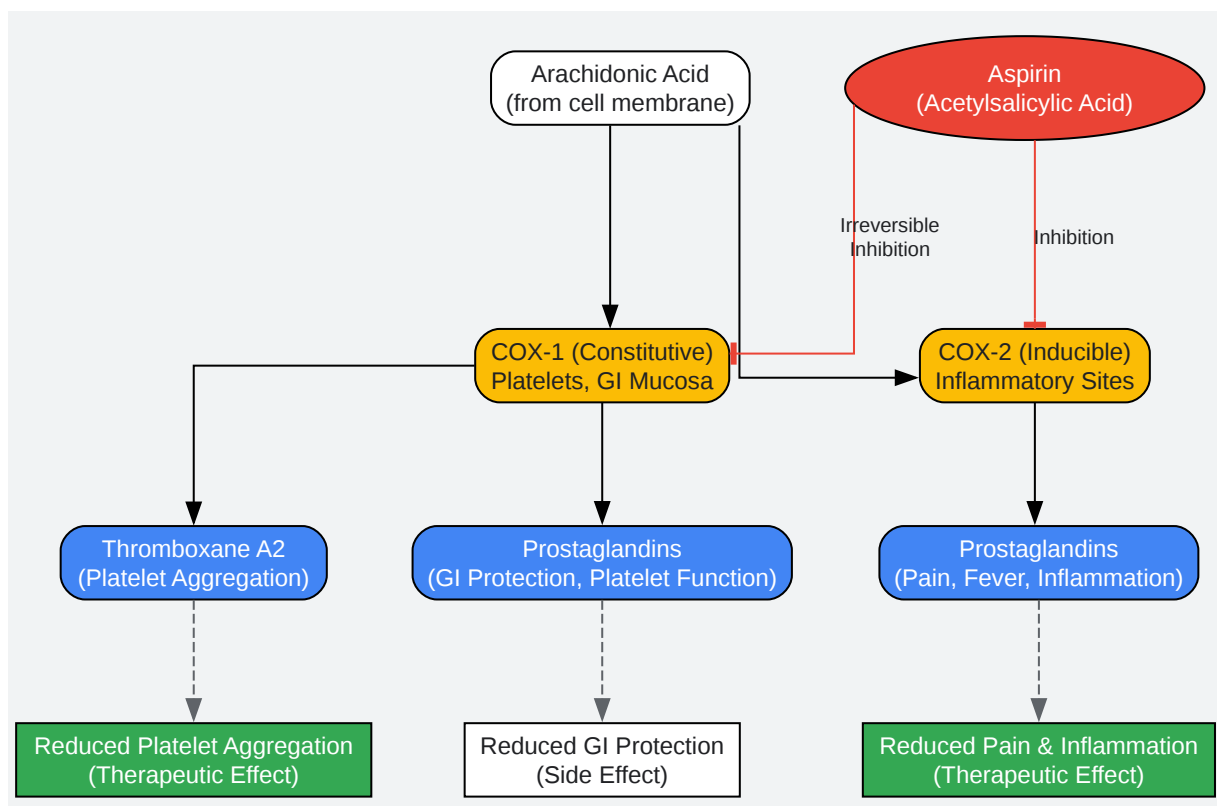 Arachidonic Acid
(from cell membrane)
Aspirin
(Acetylsalicylic Acid)
Irreversible
Inhibition
Inhibition
COX-1 (Constitutive)
Platelets, GI Mucosa
COX-2 (Inducible)
Inflammatory Sites
Thromboxane A2
(Platelet Aggregation)
Prostaglandins
(GI Protection, Platelet Function)
Prostaglandins
(Pain, Fever, Inflammation)
Reduced Platelet Aggregation
(Therapeutic Effect)
Reduced GI Protection
(Side Effect)
Reduced Pain & Inflammation
(Therapeutic Effect)